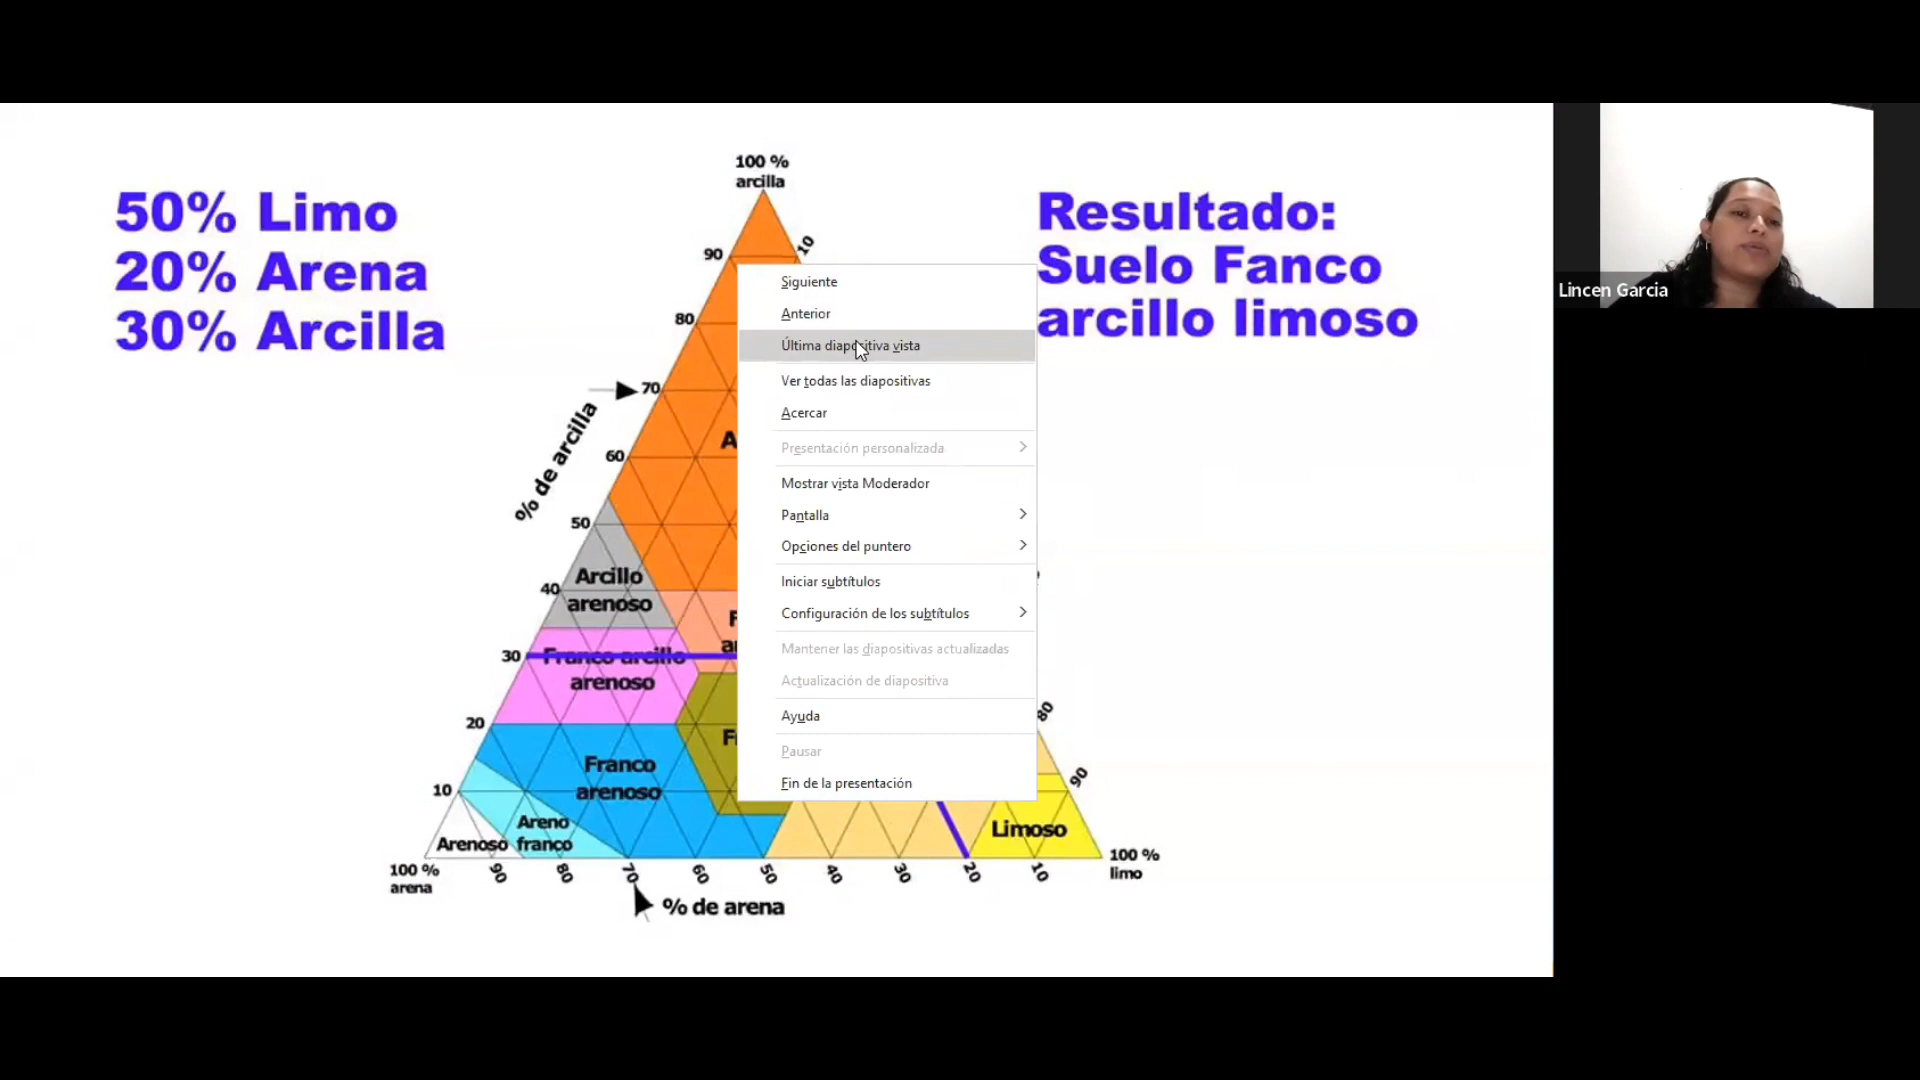 50% Limo
20% Arena
30% Arcilla
100 %
arcilla
Resultado:
Suelo Fanco
arcillo limoso
Lincen Garcia
Siguiente
Anterior
Última diapositiva vista
Ver todas las diapositivas
Acercar
Presentación personalizada
Mostrar vista Moderador
Pantalla
Opciones del puntero
Iniciar subtítulos
Configuración de los subtítulos
Mantener las diapositivas actualizadas
Actualización de diapositiva
Ayuda
Pausar
Fin de la presentación
90
80
70
60
50
40
30
20
10
% de arcilla
10
80
90
Arcillo
arenoso
Franco arcillo
arenoso
Franco
arenoso
Areno
franco
Arenoso
Limoso
100 %
arena
90
80
70
60
50
40
30
20
10
100 %
limo
% de arena